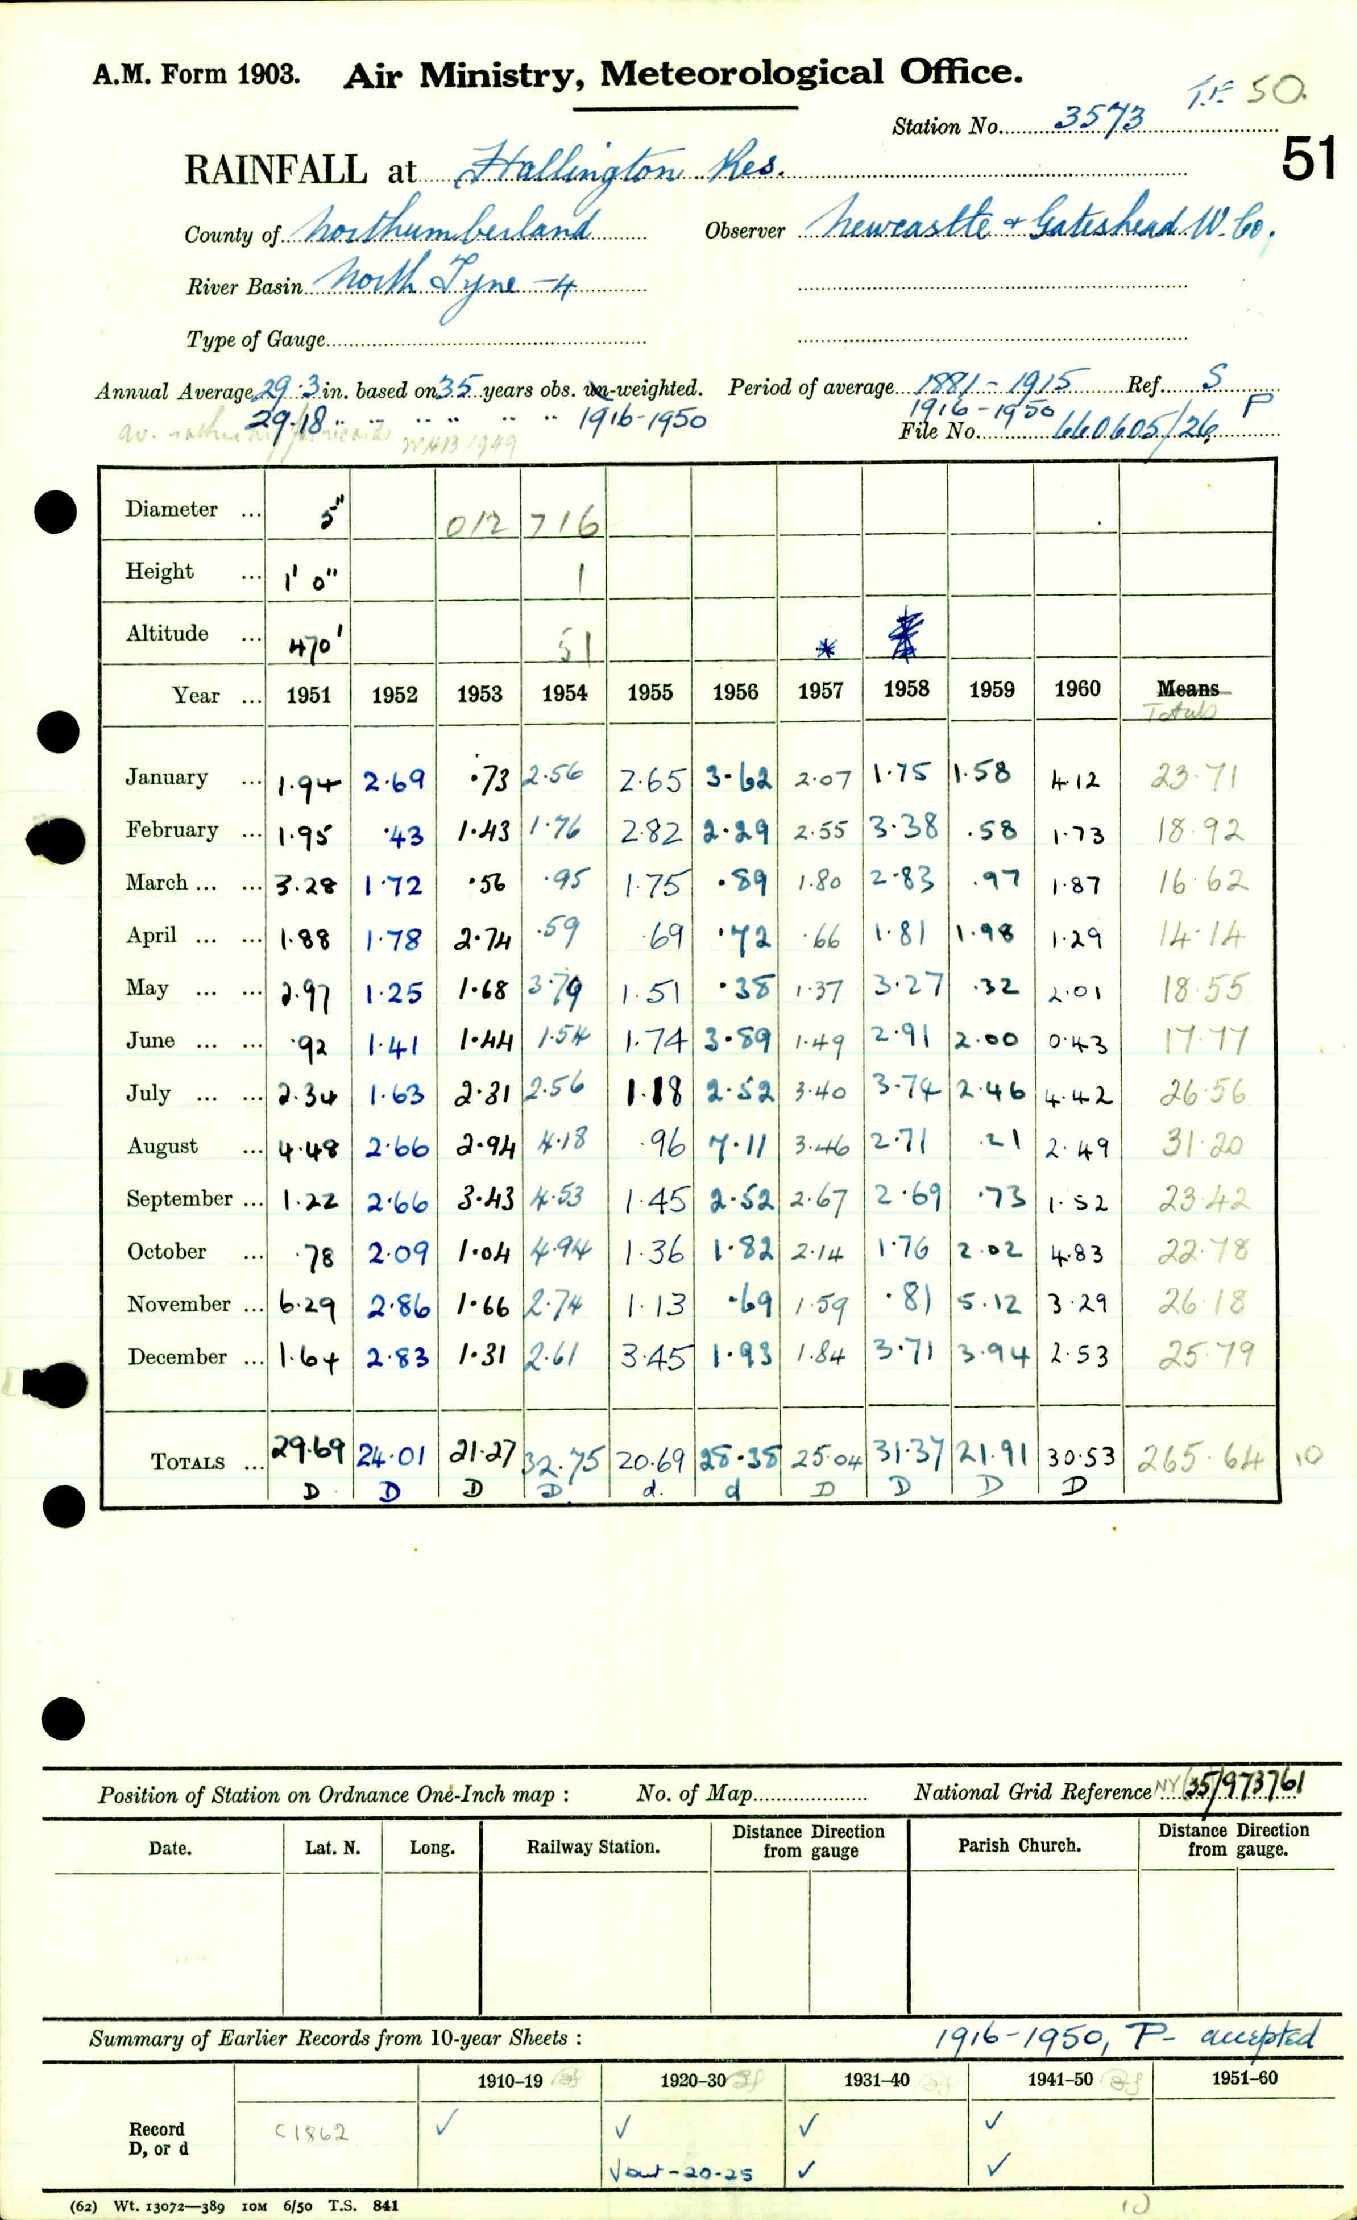 A.M. Form 1903. Air Ministry, Meteorological Office.
T.F. 50.
Station No. 3573
51
RAINFALL at Hallington Res.
County of Northumberland Observer Newcastle + Gateshead W. Co.
River Basin North Tyne - 4
Type of Gauge
Annual Average 29.3 in. based on 35 years obs. un-weighted. Period of average 1881-1915 Ref. S
29.18 " " " " " " 1916-1950 1916-1950 P
File No. 660605/26
1949
Diameter ... 5" 012 716
Height ... 1' 0" 1
Altitude ... 470' 51 * *
Year ... 1951 1952 1953 1954 1955 1956 1957 1958 1959 1960 Means
Totals
January ... 1.94 2.69 .73 2.56 2.65 3.62 2.07 1.75 1.58 4.12 23.71
February ... 1.95 .43 1.43 1.76 2.82 2.29 2.55 3.38 .58 1.73 18.92
March ... ... 3.28 1.72 .56 .95 1.75 .89 1.80 2.83 .97 1.87 16.62
April ... ... 1.88 1.78 2.74 .59 .69 .72 .66 1.81 1.98 1.29 14.14
May ... ... 2.97 1.25 1.68 3.79 1.51 .38 1.37 3.27 .32 2.01 18.55
June ... ... .92 1.41 1.44 1.54 1.74 3.89 1.49 2.91 2.00 0.43 17.77
July ... ... 2.34 1.63 2.31 2.56 1.18 2.52 3.40 3.74 2.46 4.42 26.56
August ... 4.48 2.66 2.94 4.18 .96 7.11 3.46 2.71 .21 2.49 31.20
September ... 1.22 2.66 3.43 4.53 1.45 2.52 2.67 2.69 .73 1.52 23.42
October ... .78 2.09 1.04 4.94 1.36 1.82 2.14 1.76 2.02 4.83 22.78
November ... 6.29 2.86 1.66 2.74 1.13 .69 1.59 .81 5.12 3.29 26.18
December ... 1.64 2.83 1.31 2.61 3.45 1.93 1.84 3.71 3.94 2.53 25.79
TOTALS ... 29.69 24.01 21.27 32.75 20.69 28.38 25.04 31.37 21.91 30.53 265.64 10
D D D D. d. d D D D D
Position of Station on Ordnance One-Inch map : No. of Map National Grid Reference NY (35)/973761
Date. Lat. N. Long. Railway Station. Distance from gauge Direction Parish Church. Distance from gauge. Direction
Summary of Earlier Records from 10-year Sheets : 1916-1950, P- accepted
1910–19 1920–30 1931–40 1941–50 1951–60
Record C1862 ✓ ✓ ✓ ✓
D, or d ✓ but -20-25 ✓ ✓
(62) Wt. 13072—389 10M 6/50 T.S. 841
10